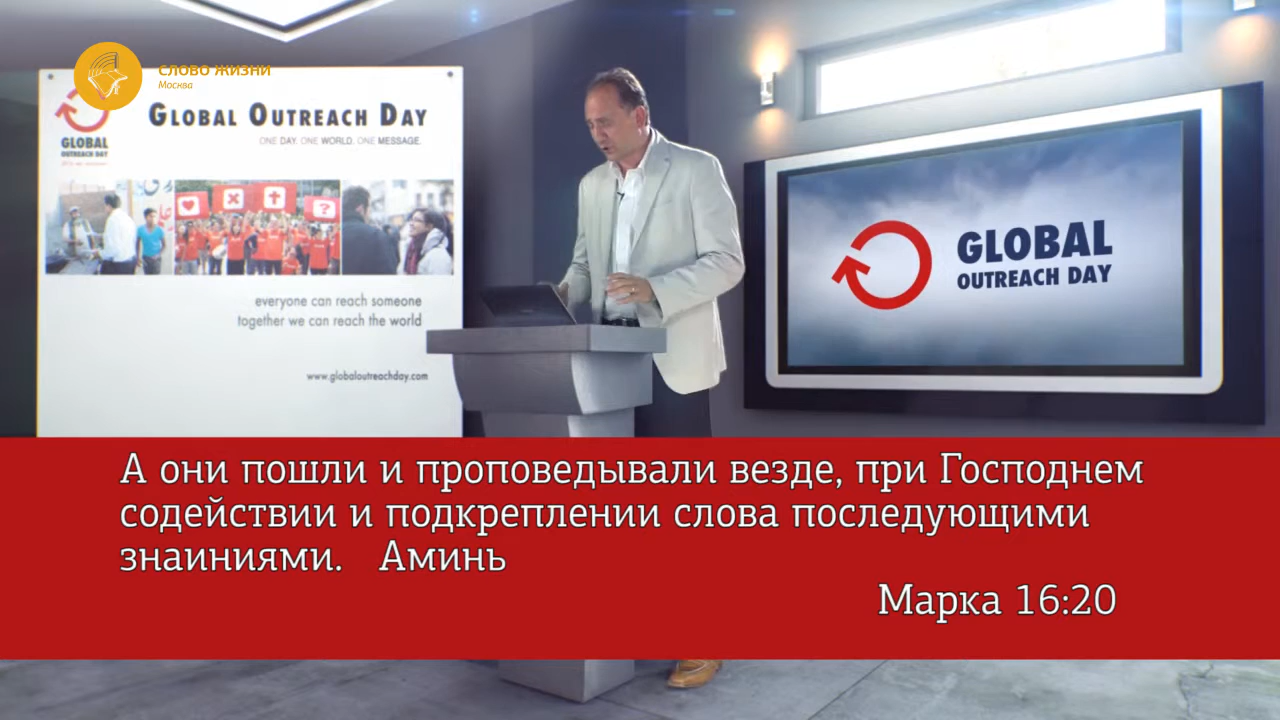 СЛОВО ЖИЗНИ
Москва
GLOBAL OUTREACH DAY
ONE DAY. ONE WORLD. ONE MESSAGE.
GLOBAL
OUTREACH DAY
everyone can reach someone
together we can reach the world
www.globaloutreachday.com
GLOBAL
OUTREACH DAY
А они пошли и проповедывали везде, при Господнем
содействии и подкреплении слова последующими
знаиниями. Аминь
Марка 16:20